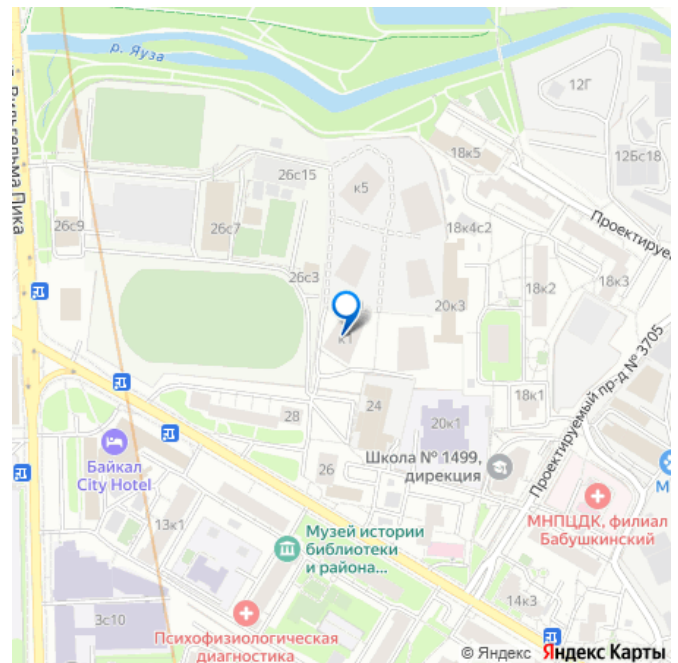 р. Яуза
Вильгельма Пика
12Г
12Бс18
18к5
26с15
к5
26с9
26с7
18к4с2
Проектируемы
26с3
18к2
18к3
20к3
к1
Проектируемый пр-д № 3705
18к1
24
28
20к1
Байкал
City Hotel
26
Школа № 1499,
дирекция
М
МНПЦДК, филиал
Бабушкинский
13к1
Музей истории
библиотеки
и района...
14к3
3с10
Психофизиологическая
диагностика
© Яндекс Яндекс Карты